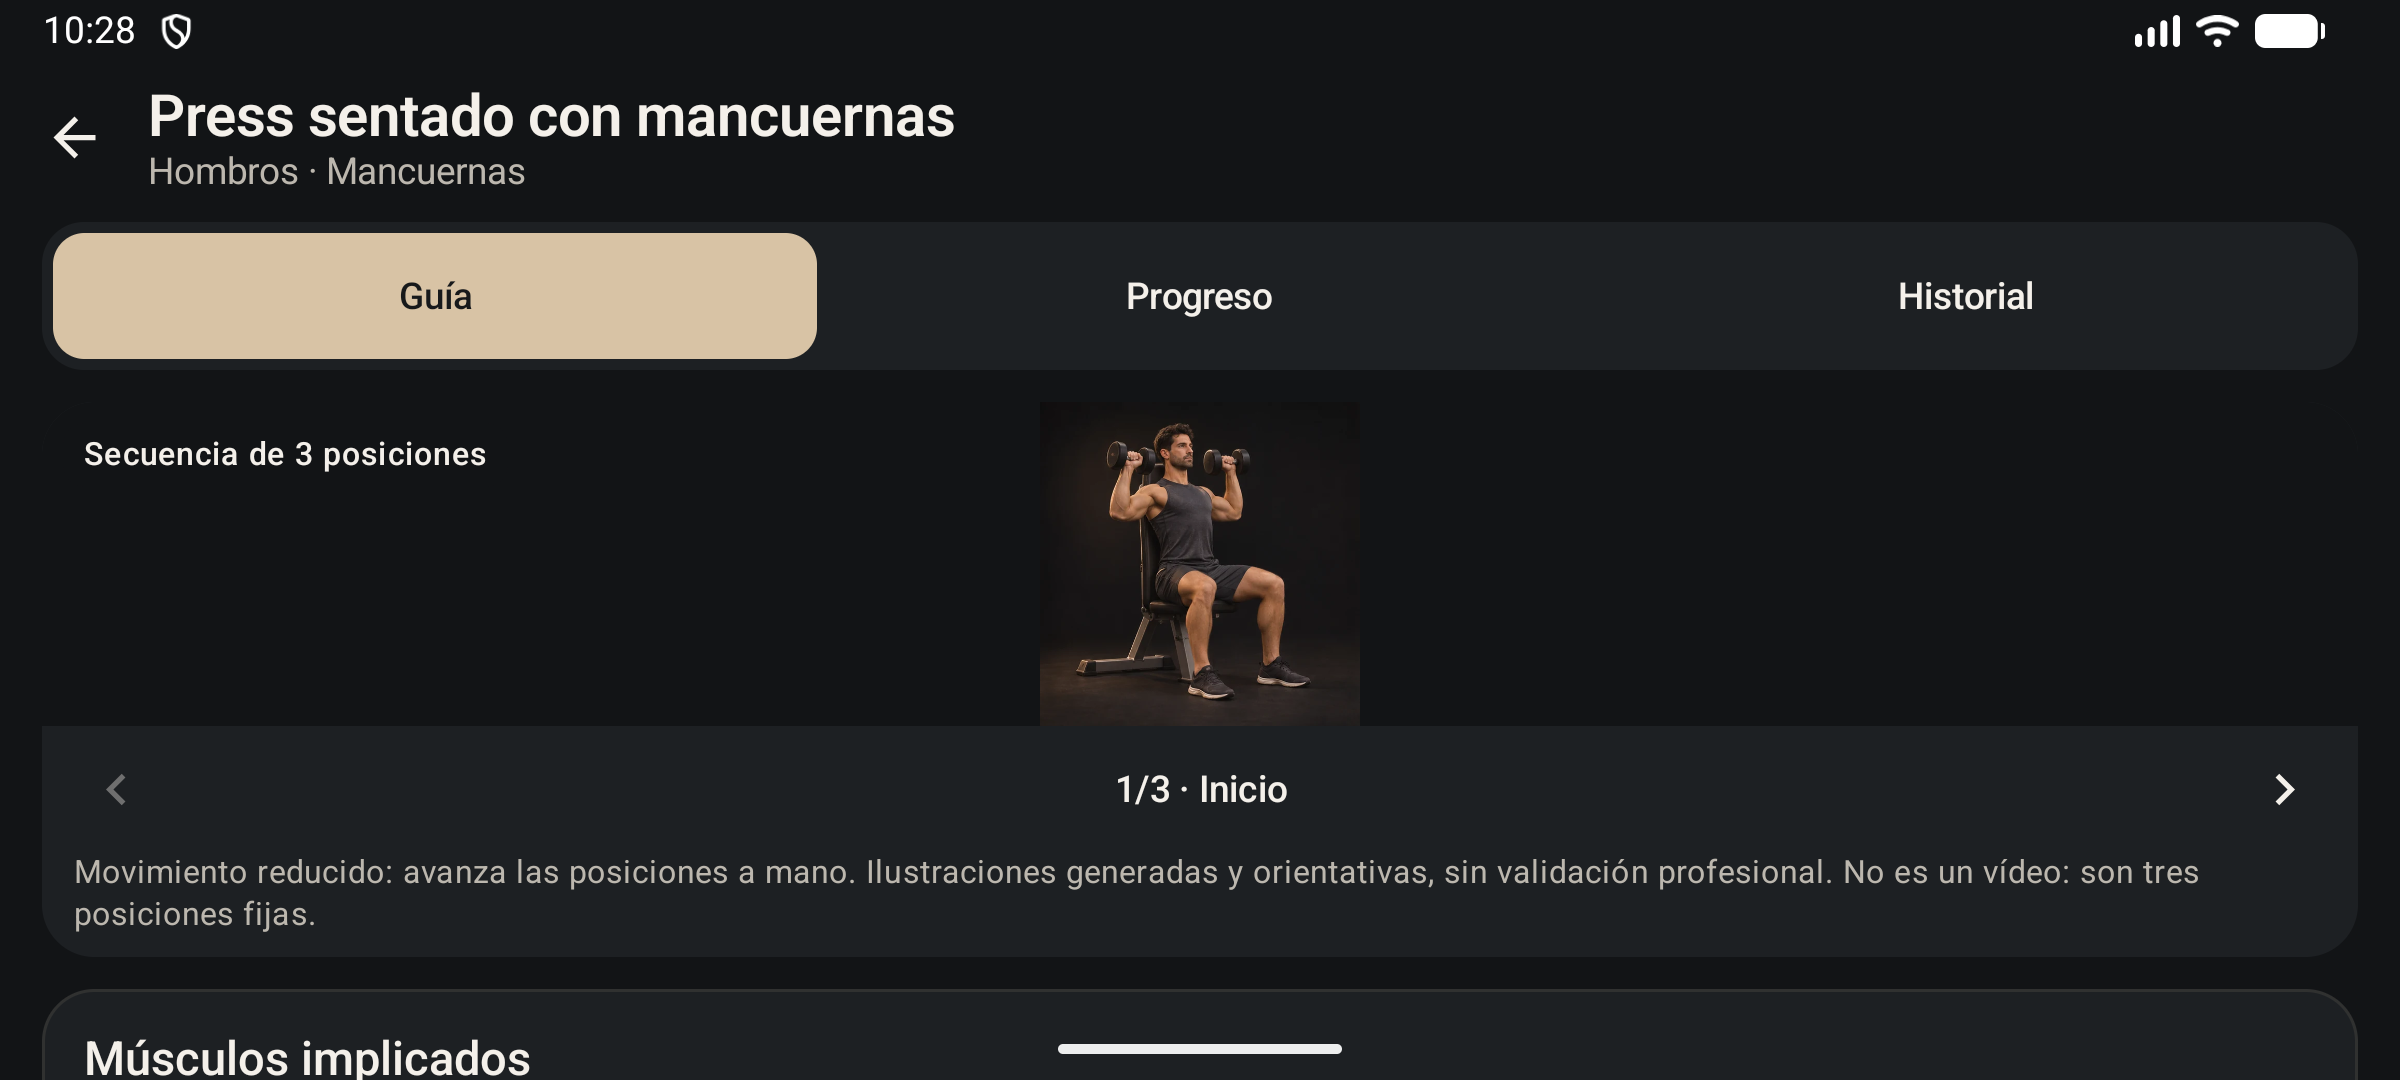 10:28
Press sentado con mancuernas
Hombros · Mancuernas
Guía
Progreso
Historial
Secuencia de 3 posiciones
1/3 · Inicio
Movimiento reducido: avanza las posiciones a mano. Ilustraciones generadas y orientativas, sin validación profesional. No es un vídeo: son tres
posiciones fijas.
Músculos implicados